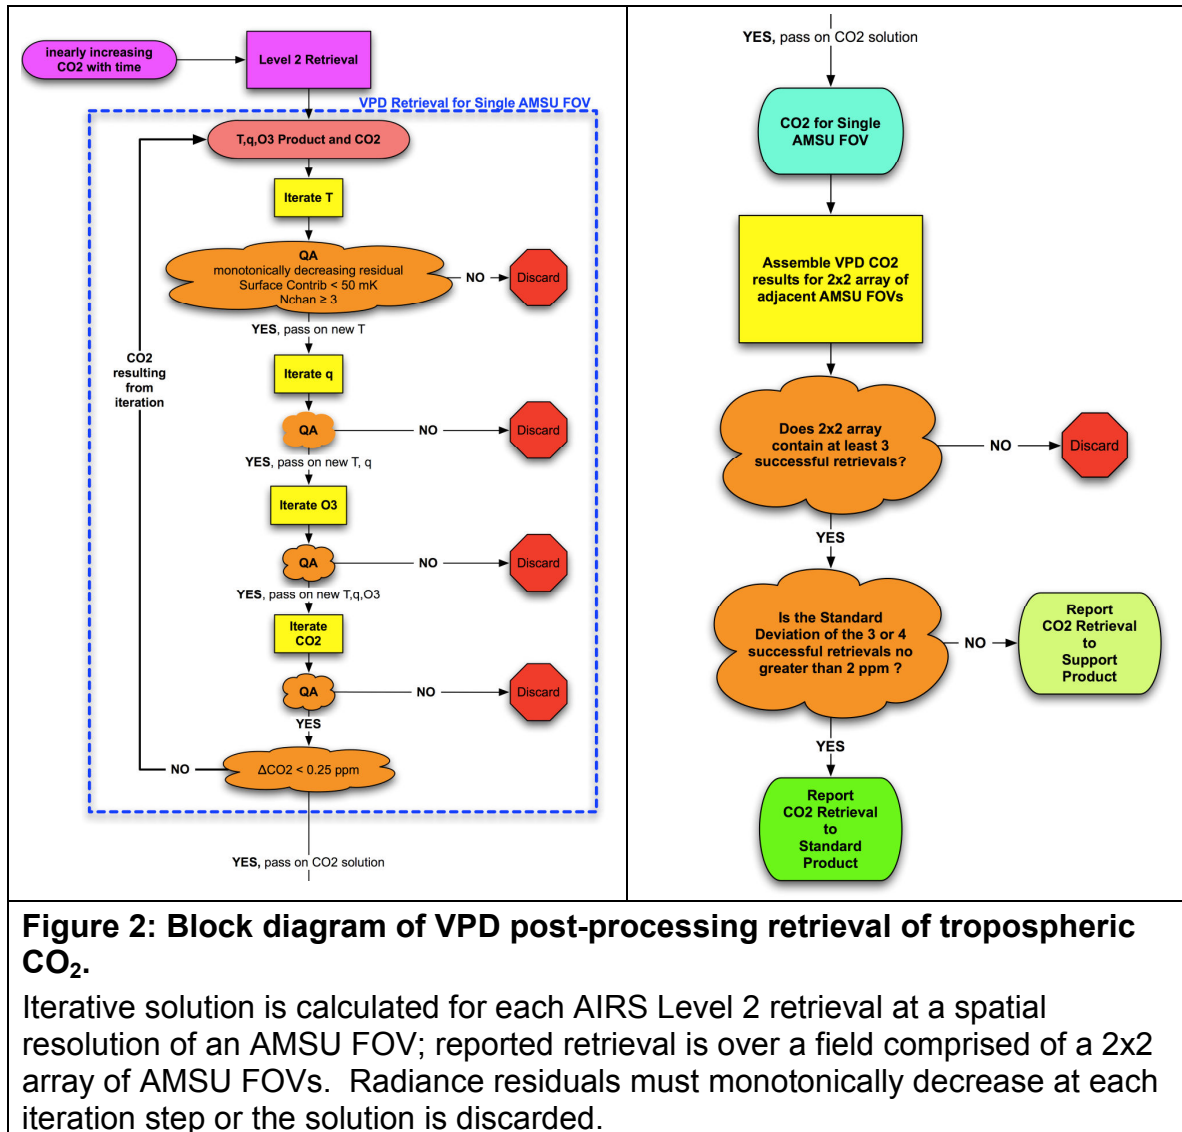 inearly increasing
CO2 with time
Level 2 Retrieval
VPD Retrieval for Single AMSU FOV
T,q,O3 Product and CO2
Iterate T
QA
monotonically decreasing residual
Surface Contrib < 50 mK
Nchan ≥ 3
NO
Discard
YES, pass on new T
CO2
resulting
from
iteration
Iterate q
QA
NO
Discard
YES, pass on new T, q
Iterate O3
QA
NO
Discard
YES, pass on new T,q,O3
Iterate
CO2
QA
NO
Discard
YES
NO
ΔCO2 < 0.25 ppm
YES, pass on CO2 solution
YES, pass on CO2 solution
CO2 for Single
AMSU FOV
Assemble VPD CO2
results for 2x2 array of
adjacent AMSU FOVs
Does 2x2 array
contain at least 3
successful retrievals?
NO
Discard
YES
Is the Standard
Deviation of the 3 or 4
successful retrievals no
greater than 2 ppm ?
NO
Report
CO2 Retrieval
to
Support
Product
YES
Report
CO2 Retrieval
to
Standard
Product
Figure 2: Block diagram of VPD post-processing retrieval of tropospheric
CO₂.
Iterative solution is calculated for each AIRS Level 2 retrieval at a spatial
resolution of an AMSU FOV; reported retrieval is over a field comprised of a 2x2
array of AMSU FOVs.  Radiance residuals must monotonically decrease at each
iteration step or the solution is discarded.